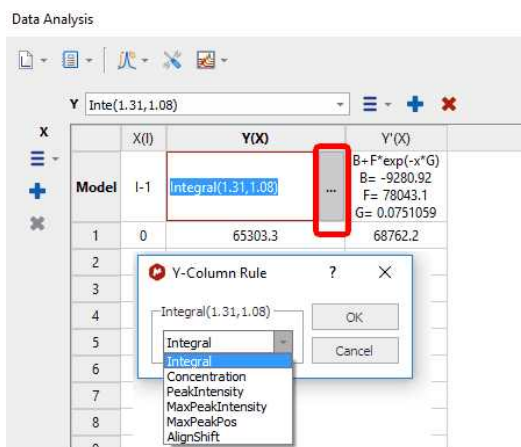 Data Analysis
Y Inte(1.31,1.08)
X
X(I) Y(X) Y'(X)
Model I-1 Integral(1.31,1.08) ... B+F*exp(-x*G)
B= -9280.92
F= 78043.1
G= 0.0751059
1 0 65303.3 68762.2
2
3
4
5
6
7
8
Y-Column Rule ?
Integral(1.31,1.08)
OK
Integral
Cancel
Integral
Concentration
PeakIntensity
MaxPeakIntensity
MaxPeakPos
AlignShift